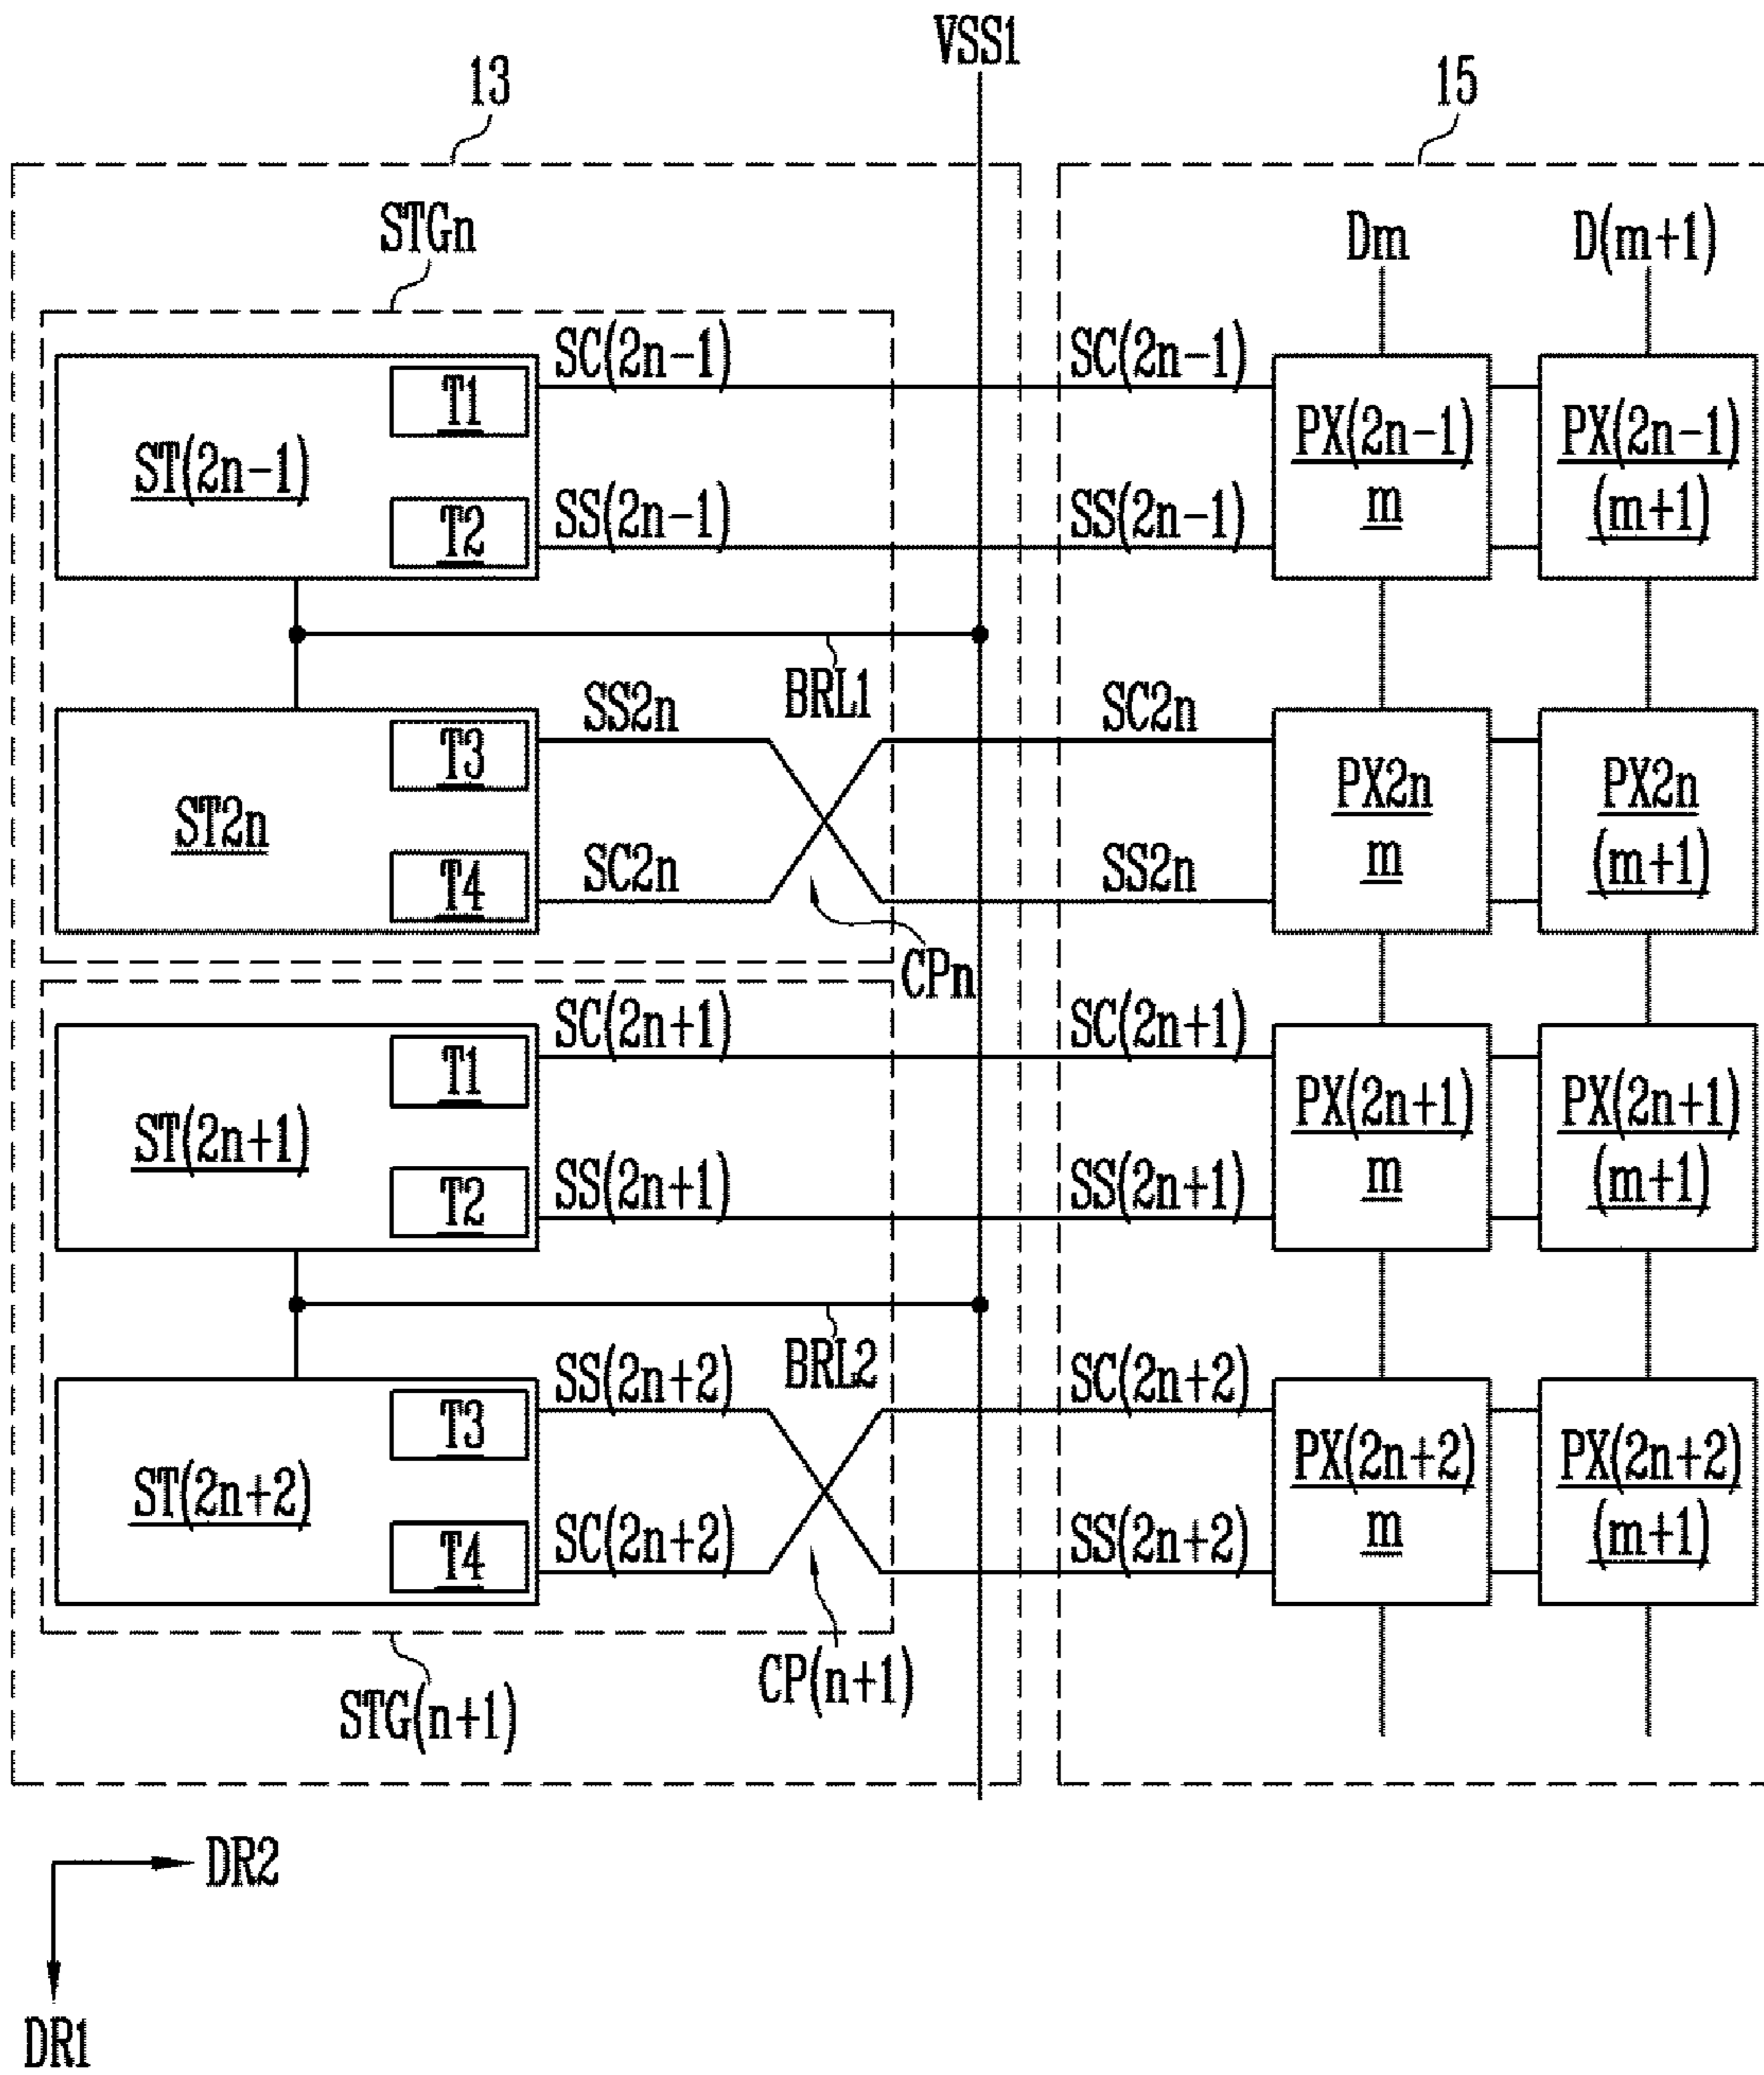 VSS1
13
15
STGn
Dm
D(m+1)
SC(2n-1)
SC(2n-1)
T1
ST(2n-1)
PX(2n-1)
m
PX(2n-1)
(m+1)
SS(2n-1)
SS(2n-1)
T2
BRL1
SS2n
SC2n
T3
ST2n
PX2n
m
PX2n
(m+1)
SC2n
SS2n
T4
CPn
SC(2n+1)
SC(2n+1)
T1
ST(2n+1)
PX(2n+1)
m
PX(2n+1)
(m+1)
SS(2n+1)
SS(2n+1)
T2
BRL2
SS(2n+2)
SC(2n+2)
T3
ST(2n+2)
PX(2n+2)
m
PX(2n+2)
(m+1)
SC(2n+2)
SS(2n+2)
T4
CP(n+1)
STG(n+1)
DR2
DR1